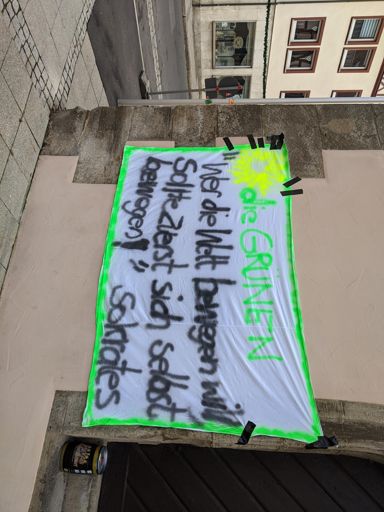 die GRÜNEN
"Wer die Welt bewegen will
Sollte zuerst sich selbst
bewegen!"
Sokrates